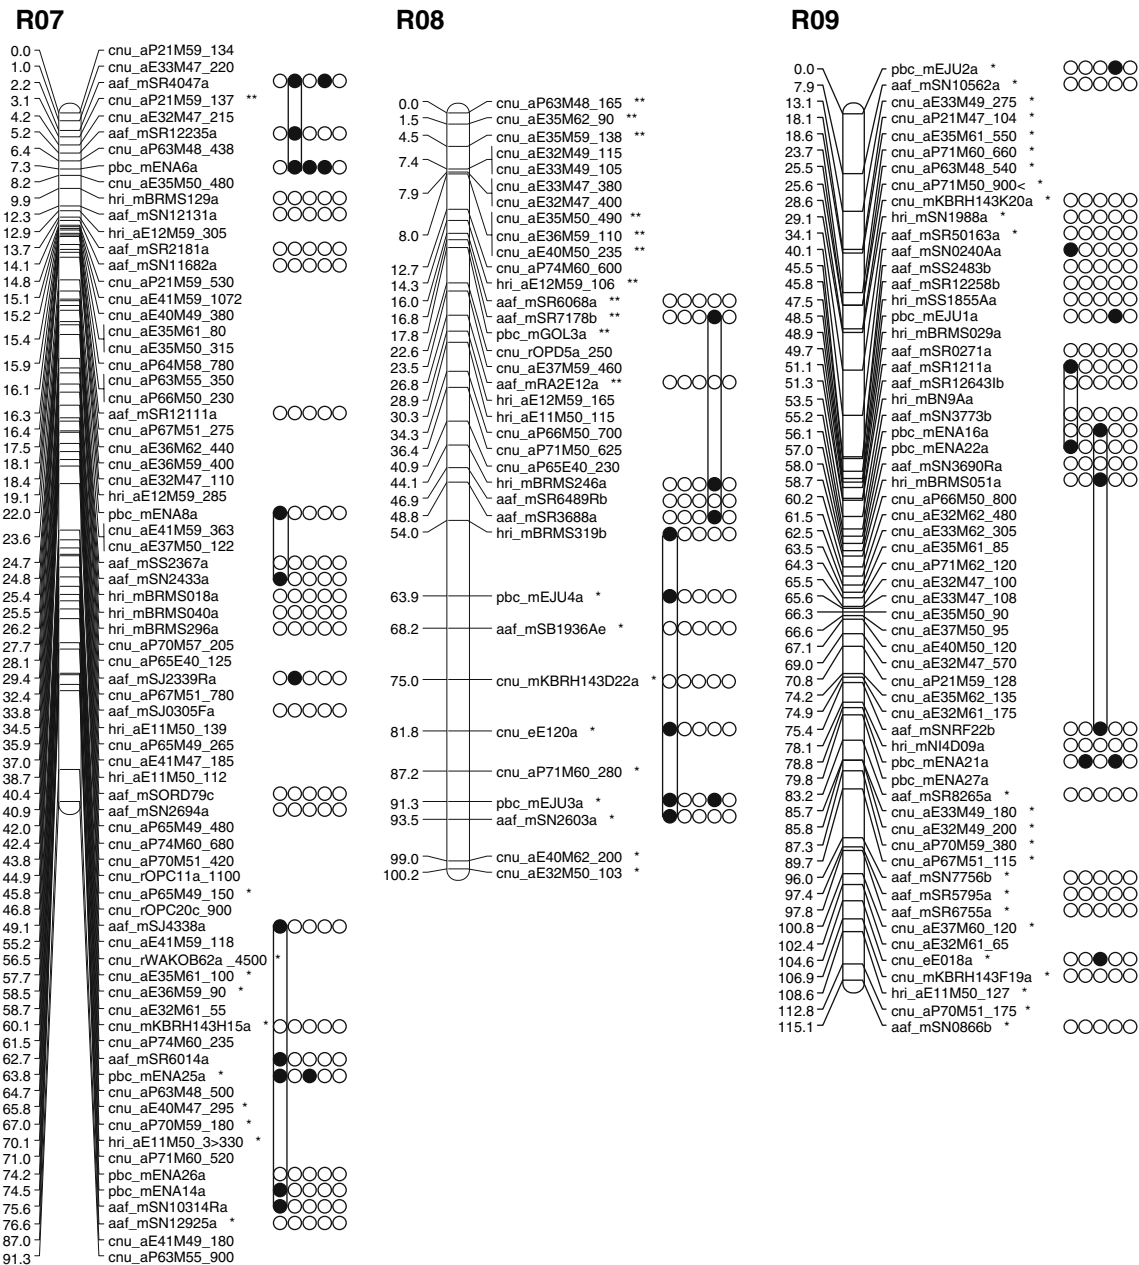 R07
0.0 cnu_aP21M59_134
1.0 cnu_aE33M47_220
2.2 aaf_mSR4047a
3.1 cnu_aP21M59_137 **
4.2 cnu_aE32M47_215
5.2 aaf_mSR12235a
6.4 cnu_aP63M48_438
7.3 pbc_mENA6a
8.2 cnu_aE35M50_480
9.9 hri_mBRMS129a
12.3 aaf_mSN12131a
12.9 hri_aE12M59_305
13.7 aaf_mSR2181a
14.1 aaf_mSN11682a
14.8 cnu_aP21M59_530
15.1 cnu_aE41M59_1072
15.2 cnu_aE40M49_380
15.4 cnu_aE35M61_80
cnu_aE35M50_315
15.9 cnu_aP64M58_780
16.1 cnu_aP63M55_350
cnu_aP66M50_230
16.3 aaf_mSR12111a
16.4 cnu_aP67M51_275
17.5 cnu_aE36M62_440
18.1 cnu_aE36M59_400
18.4 cnu_aE32M47_110
19.1 hri_aE12M59_285
22.0 pbc_mENA8a
23.6 cnu_aE41M59_363
cnu_aE37M50_122
24.7 aaf_mSS2367a
24.8 aaf_mSN2433a
25.4 hri_mBRMS018a
25.5 hri_mBRMS040a
26.2 hri_mBRMS296a
27.7 cnu_aP70M57_205
28.1 cnu_aP65E40_125
29.4 aaf_mSJ2339Ra
32.4 cnu_aP67M51_780
33.8 aaf_mSJ0305Fa
34.5 hri_aE11M50_139
35.9 cnu_aP65M49_265
37.0 cnu_aE41M47_185
38.7 hri_aE11M50_112
40.4 aaf_mSORD79c
40.9 aaf_mSN2694a
42.0 cnu_aP65M49_480
42.4 cnu_aP74M60_680
43.8 cnu_aP70M51_420
44.9 cnu_rOPC11a_1100
45.8 cnu_aP65M49_150 *
46.8 cnu_rOPC20c_900
49.1 aaf_mSJ4338a
55.2 cnu_aE41M59_118
56.5 cnu_rWAKOB62a _4500 *
57.7 cnu_aE35M61_100 *
58.5 cnu_aE36M59_90 *
58.7 cnu_aE32M61_55
60.1 cnu_mKBRH143H15a *
61.5 cnu_aP74M60_235
62.7 aaf_mSR6014a
63.8 pbc_mENA25a *
64.7 cnu_aP63M48_500
65.8 cnu_aE40M47_295 *
67.0 cnu_aP70M59_180 *
70.1 hri_aE11M50_3>330 *
71.0 cnu_aP71M60_520
74.2 pbc_mENA26a
74.5 pbc_mENA14a
75.6 aaf_mSN10314Ra
76.6 aaf_mSN12925a *
87.0 cnu_aE41M49_180
91.3 cnu_aP63M55_900
R08
0.0 cnu_aP63M48_165 **
1.5 cnu_aE35M62_90 **
4.5 cnu_aE35M59_138 **
7.4 cnu_aE32M49_115
cnu_aE33M49_105
7.9 cnu_aE33M47_380
cnu_aE32M47_400
8.0 cnu_aE35M50_490 **
cnu_aE36M59_110 **
cnu_aE40M50_235 **
12.7 cnu_aP74M60_600
14.3 hri_aE12M59_106 **
16.0 aaf_mSR6068a **
16.8 aaf_mSR7178b **
17.8 pbc_mGOL3a **
22.6 cnu_rOPD5a_250
23.5 cnu_aE37M59_460
26.8 aaf_mRA2E12a **
28.9 hri_aE12M59_165
30.3 hri_aE11M50_115
34.3 cnu_aP66M50_700
36.4 cnu_aP71M50_625
40.9 cnu_aP65E40_230
44.1 hri_mBRMS246a
46.9 aaf_mSR6489Rb
48.8 aaf_mSR3688a
54.0 hri_mBRMS319b
63.9 pbc_mEJU4a *
68.2 aaf_mSB1936Ae *
75.0 cnu_mKBRH143D22a *
81.8 cnu_eE120a *
87.2 cnu_aP71M60_280 *
91.3 pbc_mEJU3a *
93.5 aaf_mSN2603a *
99.0 cnu_aE40M62_200 *
100.2 cnu_aE32M50_103 *
R09
0.0 pbc_mEJU2a *
7.9 aaf_mSN10562a *
13.1 cnu_aE33M49_275 *
18.1 cnu_aP21M47_104 *
18.6 cnu_aE35M61_550 *
23.7 cnu_aP71M60_660 *
25.5 cnu_aP63M48_540 *
25.6 cnu_aP71M50_900< *
28.6 cnu_mKBRH143K20a *
29.1 hri_mSN1988a *
34.1 aaf_mSR50163a *
40.1 aaf_mSN0240Aa
45.5 aaf_mSS2483b
45.8 aaf_mSR12258b
47.5 hri_mSS1855Aa
48.5 pbc_mEJU1a
48.9 hri_mBRMS029a
49.7 aaf_mSR0271a
51.1 aaf_mSR1211a
51.3 aaf_mSR12643Ib
53.5 hri_mBN9Aa
55.2 aaf_mSN3773b
56.1 pbc_mENA16a
57.0 pbc_mENA22a
58.0 aaf_mSN3690Ra
58.7 hri_mBRMS051a
60.2 cnu_aP66M50_800
61.5 cnu_aE32M62_480
62.5 cnu_aE33M62_305
63.5 cnu_aE35M61_85
64.3 cnu_aP71M62_120
65.5 cnu_aE32M47_100
65.6 cnu_aE33M47_108
66.3 cnu_aE35M50_90
66.6 cnu_aE37M50_95
67.1 cnu_aE40M50_120
69.0 cnu_aE32M47_570
70.8 cnu_aP21M59_128
74.2 cnu_aE35M62_135
74.9 cnu_aE32M61_175
75.4 aaf_mSNRF22b
78.1 hri_mNI4D09a
78.8 pbc_mENA21a
79.8 pbc_mENA27a
83.2 aaf_mSR8265a *
85.7 cnu_aE33M49_180 *
85.8 cnu_aE32M49_200 *
87.3 cnu_aP70M59_380 *
89.7 cnu_aP67M51_115 *
96.0 aaf_mSN7756b *
97.4 aaf_mSR5795a *
97.8 aaf_mSR6755a *
100.8 cnu_aE37M60_120 *
102.4 cnu_aE32M61_65
104.6 cnu_eE018a *
106.9 cnu_mKBRH143F19a *
108.6 hri_aE11M50_127 *
112.8 cnu_aP70M51_175 *
115.1 aaf_mSN0866b *